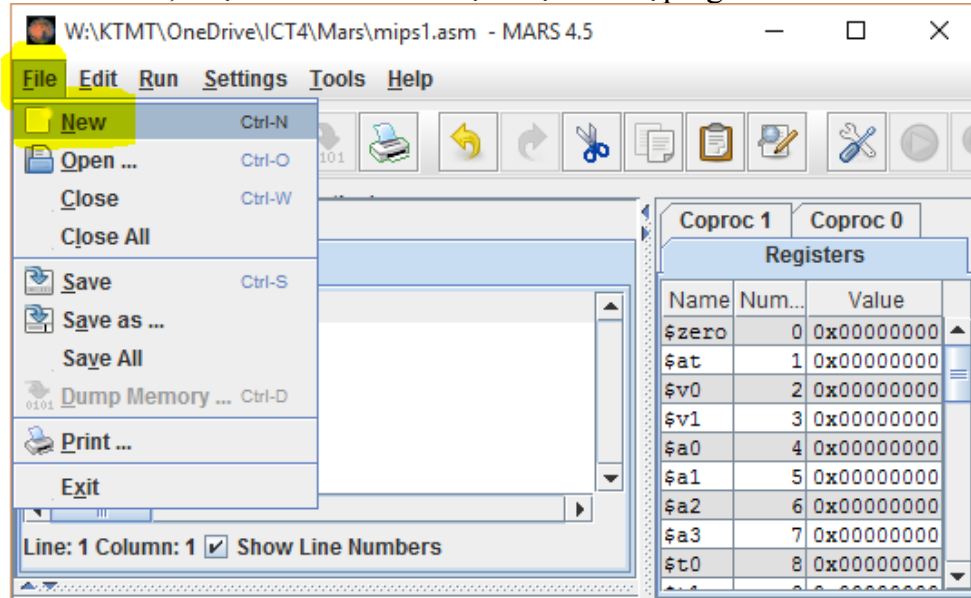 W:\KTMT\OneDrive\ICT4\Mars\mips1.asm - MARS 4.5
File Edit Run Settings Tools Help
New Ctrl-N
Open ... Ctrl-O
Close Ctrl-W
Close All
Save Ctrl-S
Save as ...
Save All
Dump Memory ... Ctrl-D
Print ...
Exit
Line: 1 Column: 1 Show Line Numbers
Coproc 1 Coproc 0
Registers
Name Num... Value
$zero 0 0x00000000
$at 1 0x00000000
$v0 2 0x00000000
$v1 3 0x00000000
$a0 4 0x00000000
$a1 5 0x00000000
$a2 6 0x00000000
$a3 7 0x00000000
$t0 8 0x00000000